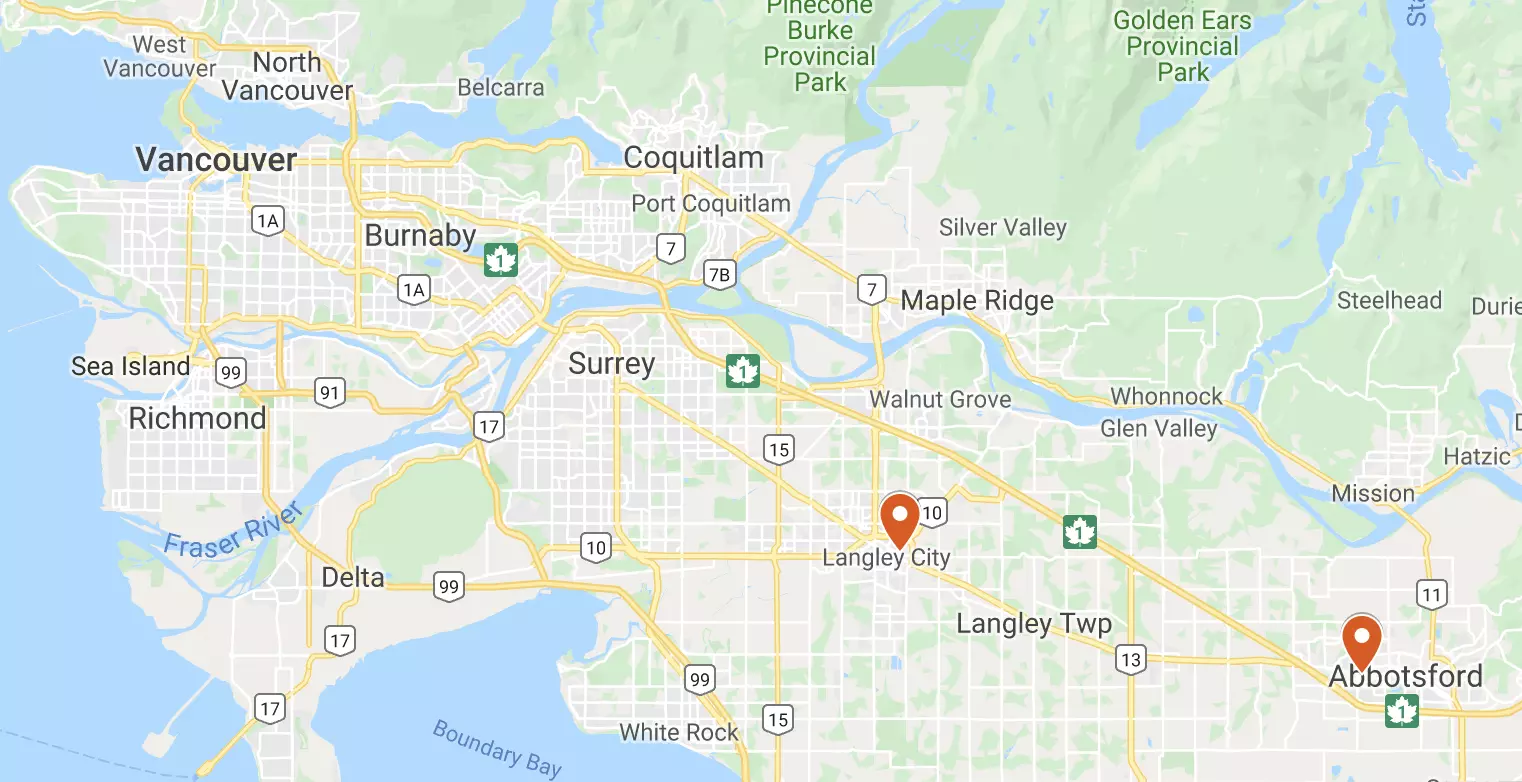 Pinecone
Burke
Provincial
Park
Golden Ears
Provincial
Park
West
Vancouver
North
Vancouver
Belcarra
Vancouver
Coquitlam
Port Coquitlam
1A
Burnaby
1
7
7B
Silver Valley
1A
7
Maple Ridge
Steelhead
Sea Island
99
91
Surrey
1
Richmond
17
Walnut Grove
Whonnock
Glen Valley
15
Hatzic
Mission
Fraser River
10
10
1
Langley City
Delta
99
11
17
Langley Twp
13
99
Abbotsford
1
17
15
White Rock
Boundary Bay